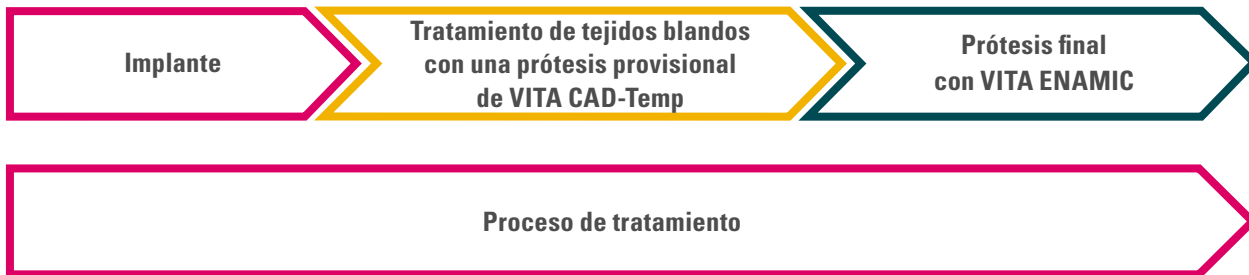 Implante
Tratamiento de tejidos blandos
con una prótesis provisional
de VITA CAD-Temp
Prótesis final
con VITA ENAMIC
Proceso de tratamiento